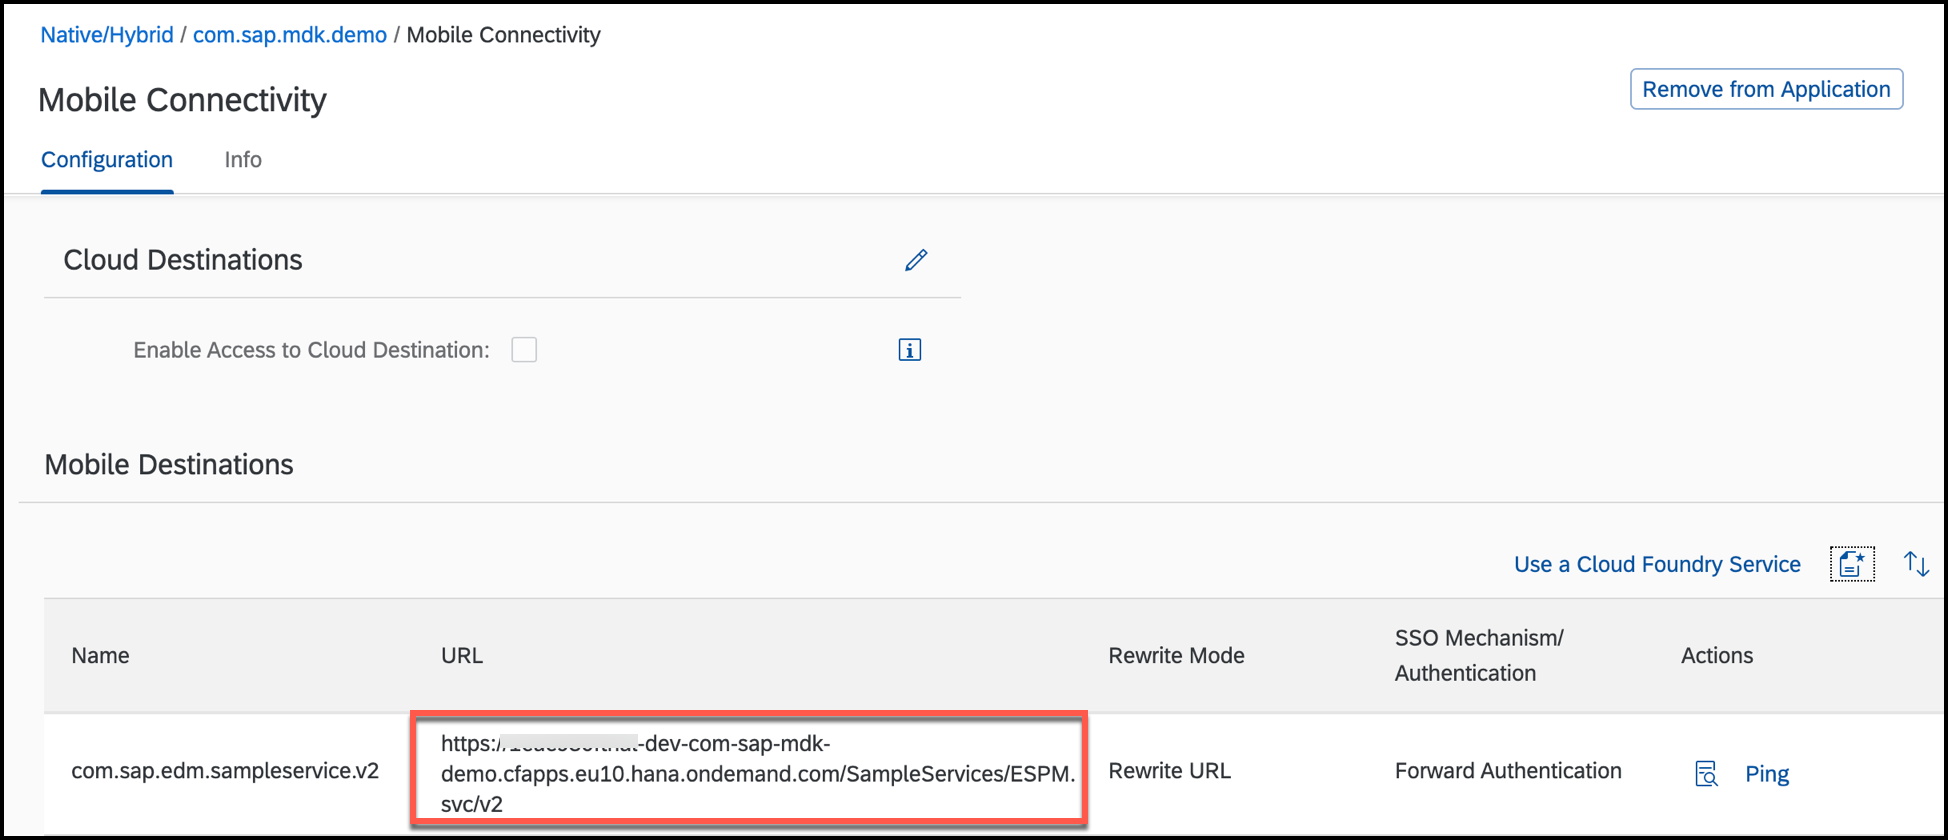 Native/Hybrid / com.sap.mdk.demo / Mobile Connectivity
Mobile Connectivity
Remove from Application
Configuration
Info
Cloud Destinations
Enable Access to Cloud Destination:
Mobile Destinations
Use a Cloud Foundry Service
Name
URL
Rewrite Mode
SSO Mechanism/
Authentication
Actions
com.sap.edm.sampleservice.v2
https:/ -dev-com-sap-mdk-
demo.cfapps.eu10.hana.ondemand.com/SampleServices/ESPM.
svc/v2
Rewrite URL
Forward Authentication
Ping